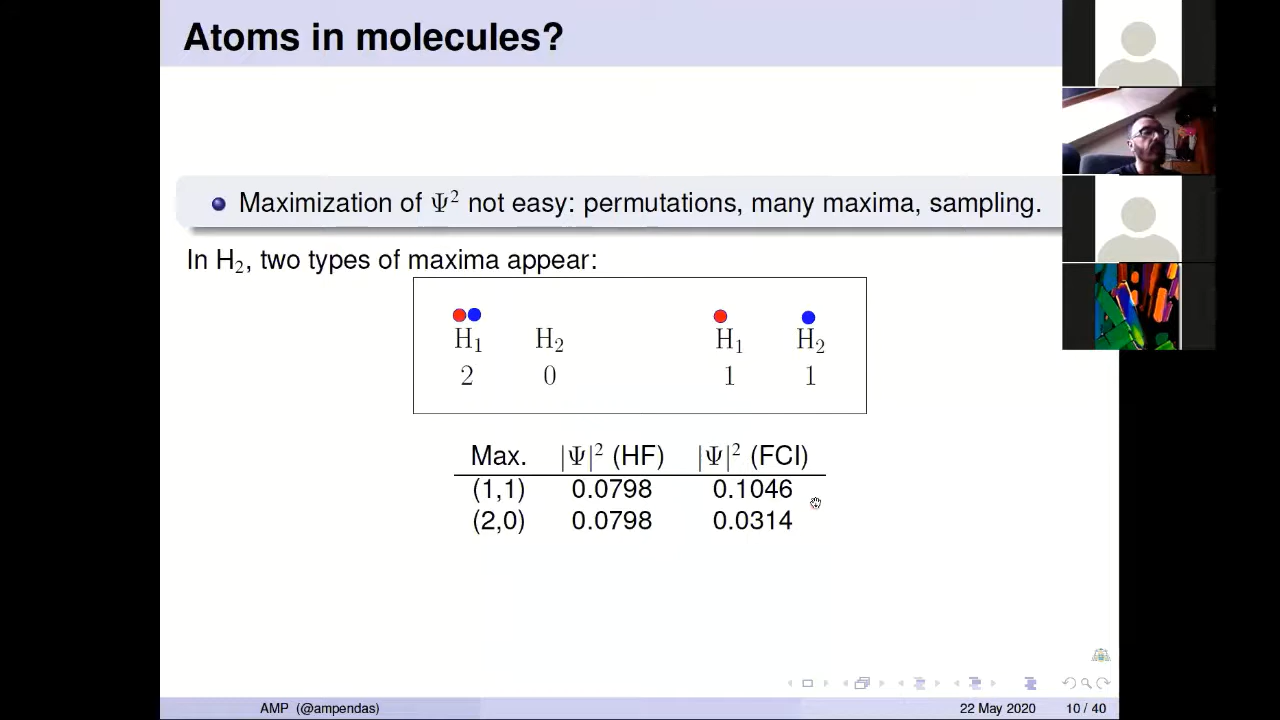 Atoms in molecules?
Maximization of Ψ² not easy: permutations, many maxima, sampling.
In H₂, two types of maxima appear:
H₁ H₂ H₁ H₂
2 0 1 1
Max. |Ψ|² (HF) |Ψ|² (FCI)
(1,1) 0.0798 0.1046
(2,0) 0.0798 0.0314
AMP (@ampendas) 22 May 2020 10 / 40